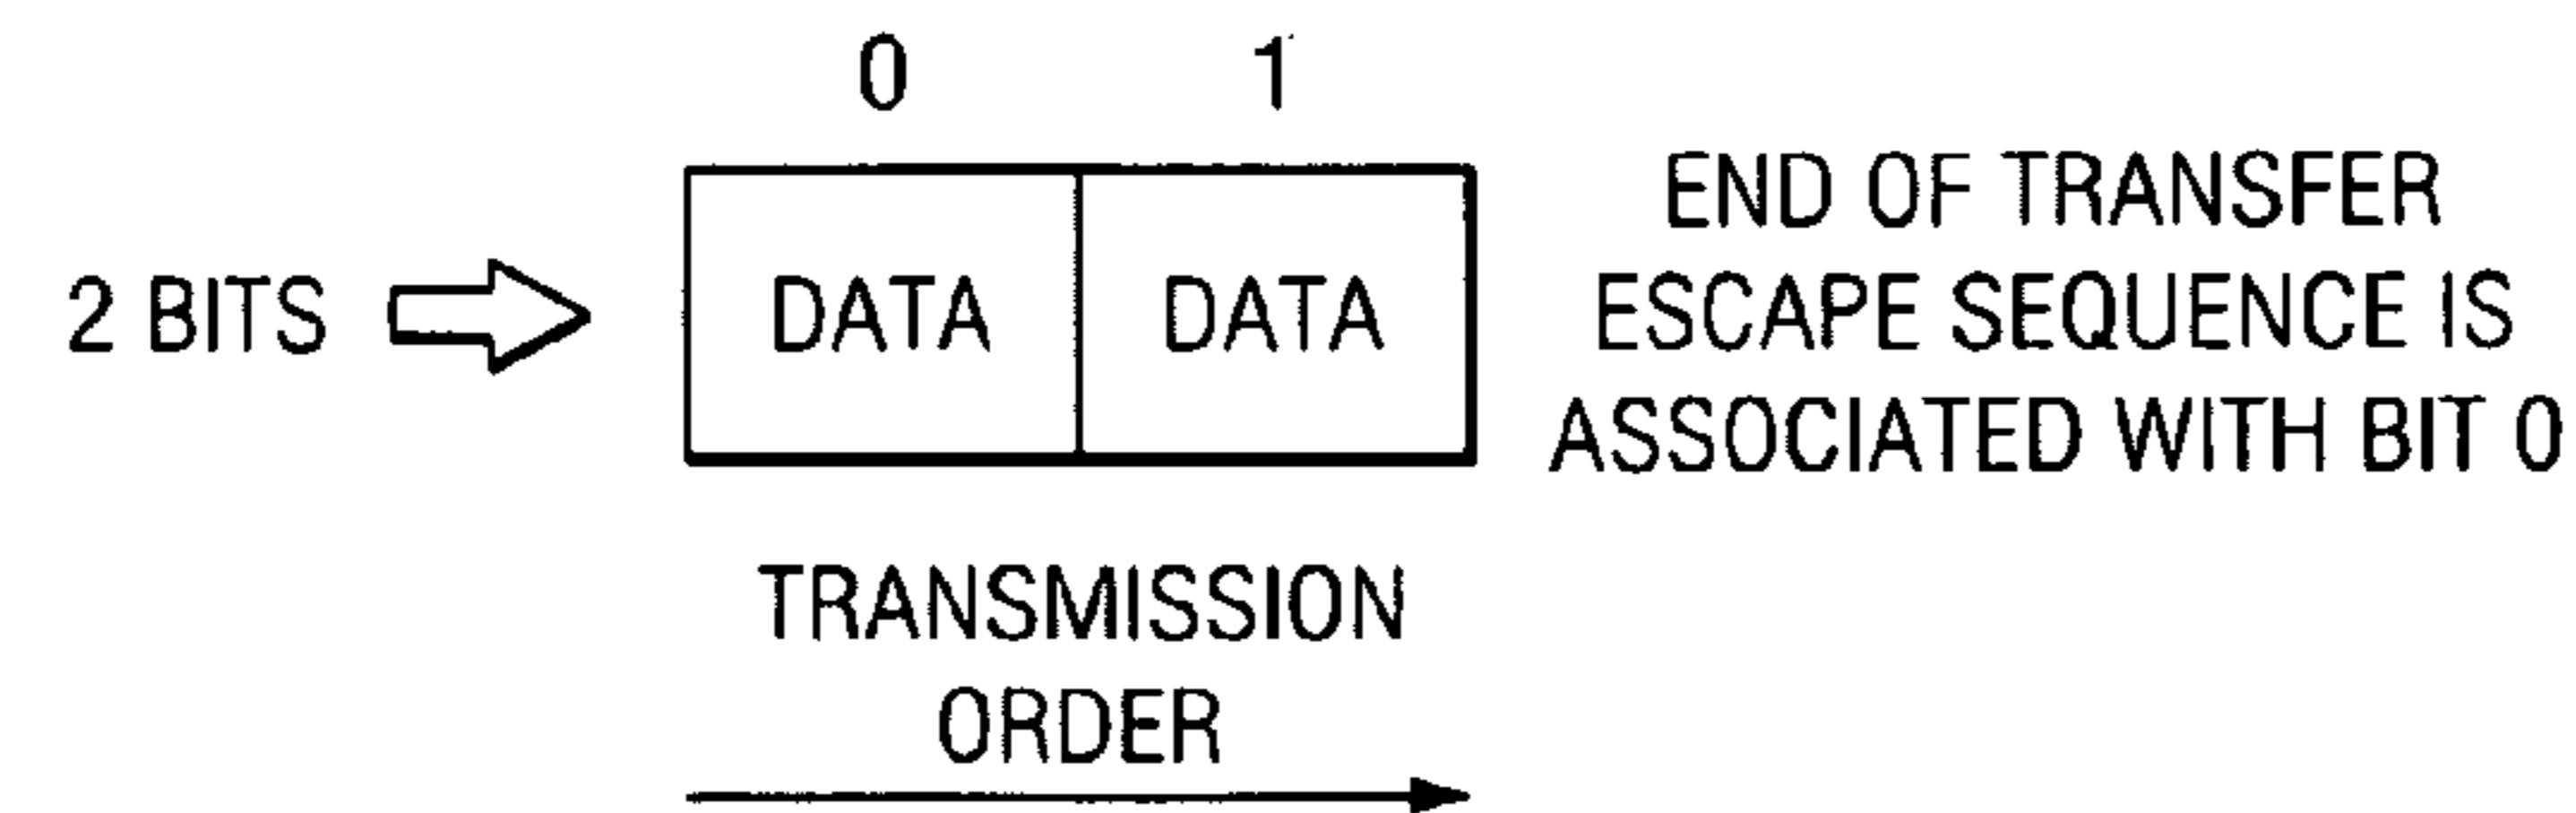 0 1
2 BITS
DATA DATA
END OF TRANSFER
ESCAPE SEQUENCE IS
ASSOCIATED WITH BIT 0
TRANSMISSION
ORDER